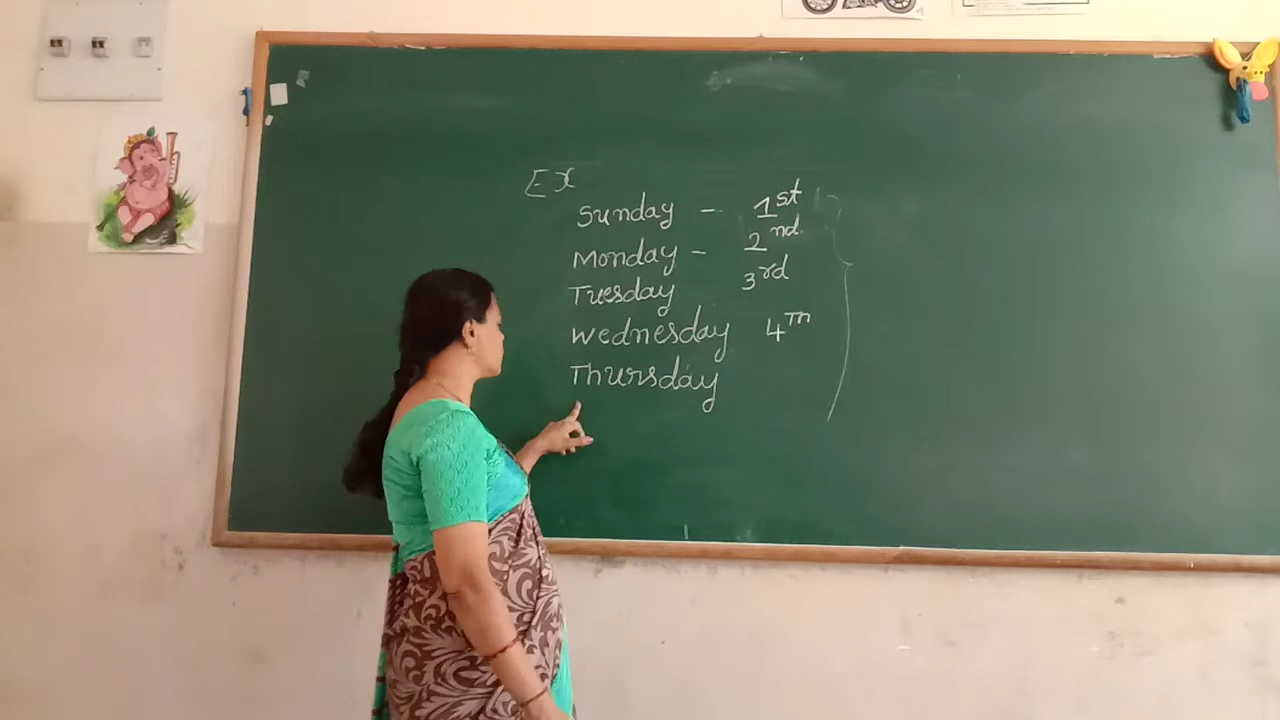 Ex
Sunday - 1st
Monday - 2nd.
Tuesday 3rd
Wednesday 4Th
Thursday